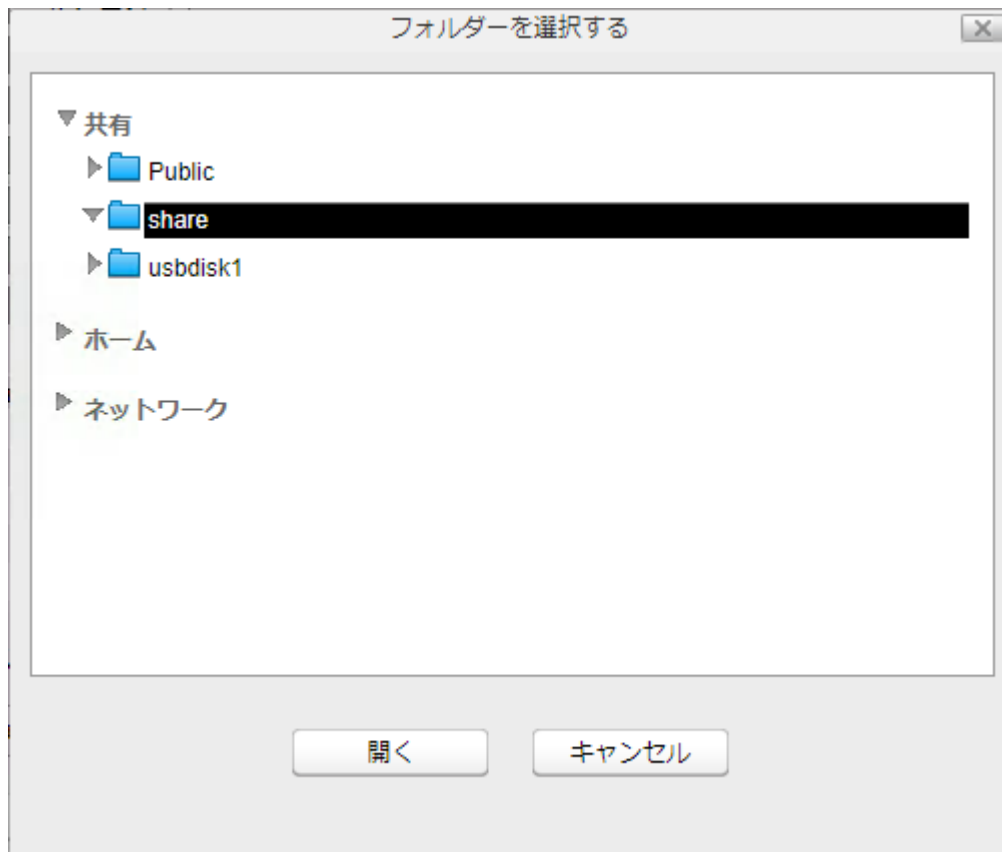 フォルダーを選択する
共有
Public
share
usbdisk1
ホーム
ネットワーク
開く
キャンセル